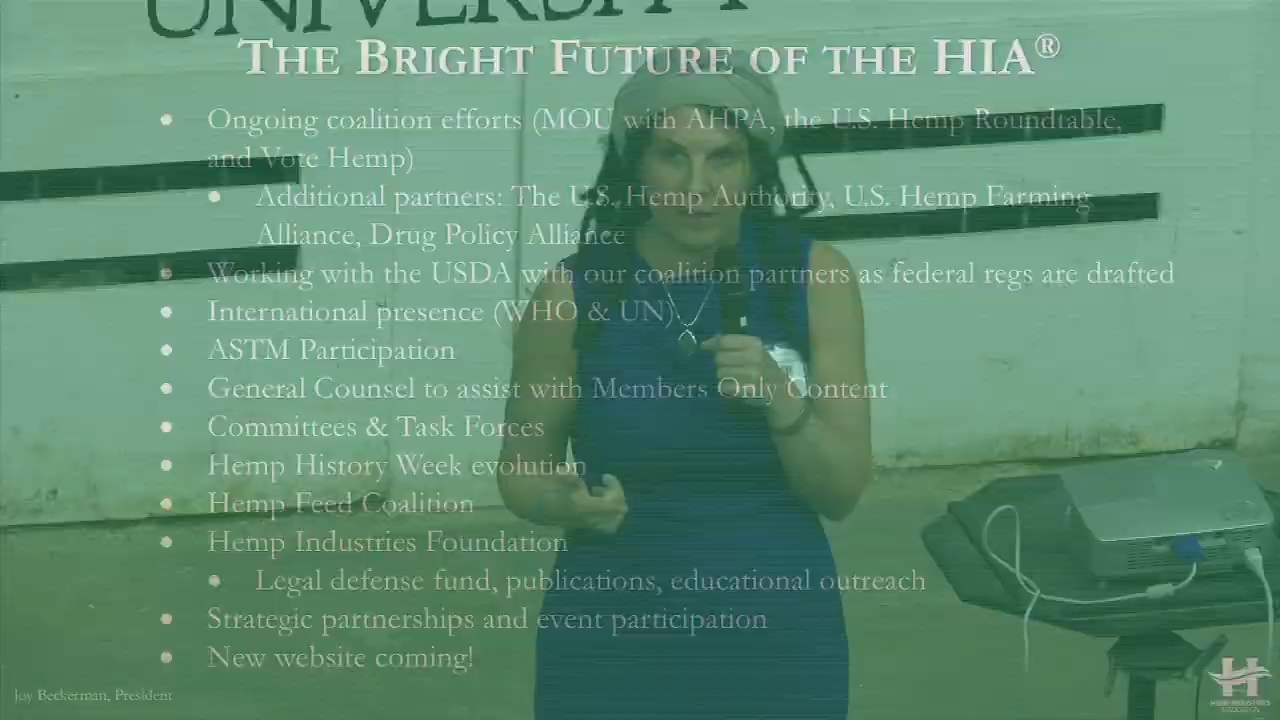 UNIVERSITY
THE BRIGHT FUTURE OF THE HIA®
• Ongoing coalition efforts (MOU with AHPA, the U.S. Hemp Roundtable,
and Vote Hemp)
• Additional partners: The U.S. Hemp Authority, U.S. Hemp Farming
Alliance, Drug Policy Alliance
• Working with the USDA with our coalition partners as federal regs are drafted
• International presence (WHO & UN)
• ASTM Participation
• General Counsel to assist with Members Only Content
• Committees & Task Forces
• Hemp History Week evolution
• Hemp Feed Coalition
• Hemp Industries Foundation
• Legal defense fund, publications, educational outreach
• Strategic partnerships and event participation
• New website coming!
Joy Beckerman, President
H
HEMP INDUSTRIES
ASSOCIATION